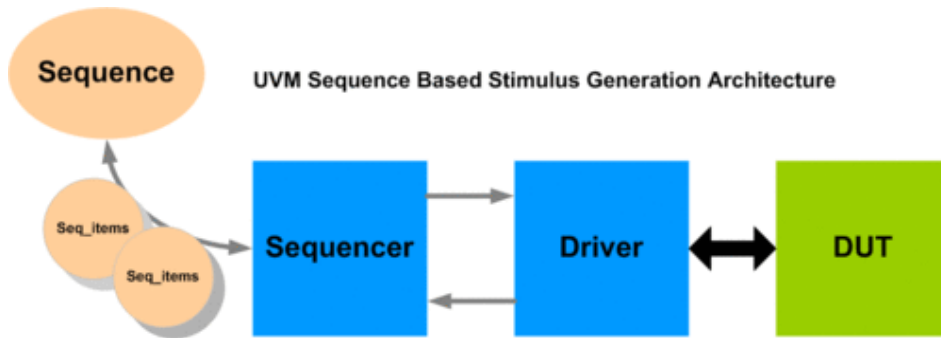 Sequence
UVM Sequence Based Stimulus Generation Architecture
Seq_items
Seq_items
Sequencer
Driver
DUT